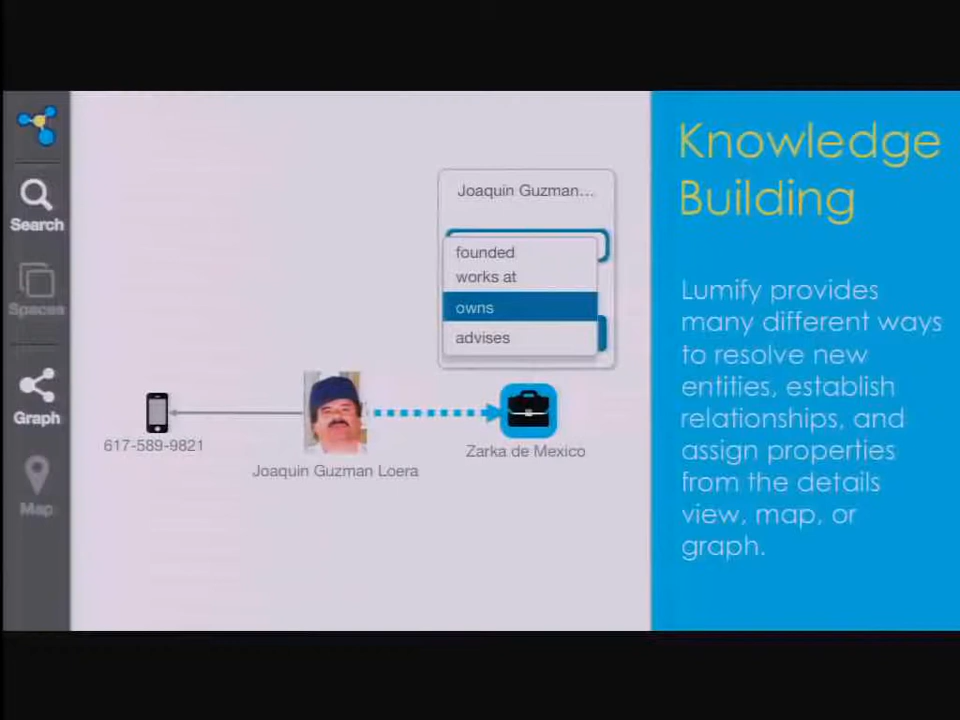 Knowledge
Building
Search
Spaces
Graph
Map
Joaquin Guzman...
founded
works at
owns
advises
617-589-9821
Joaquin Guzman Loera
Zarka de Mexico
Lumify provides
many different ways
to resolve new
entities, establish
relationships, and
assign properties
from the details
view, map, or
graph.